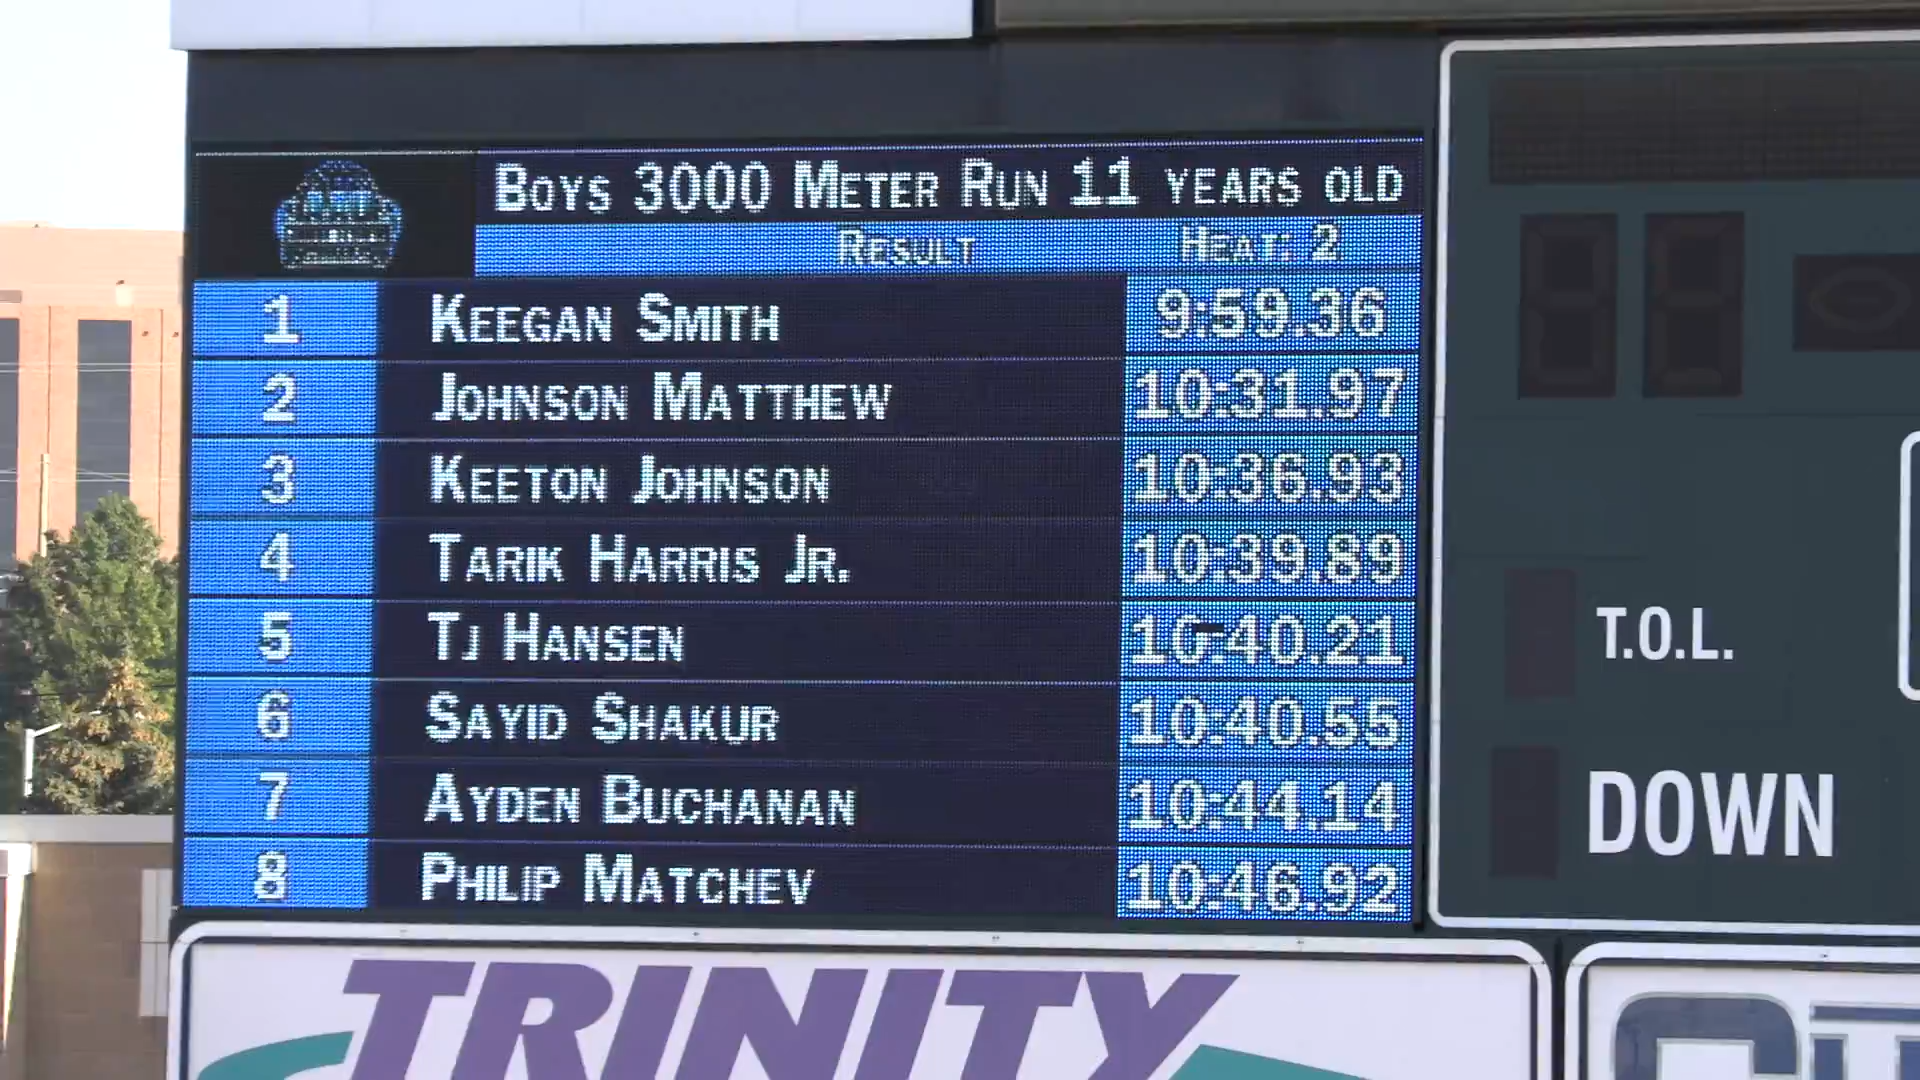 Boys 3000 Meter Run 11 years old
Result Heat: 2
1 Keegan Smith 9:59.36
2 Johnson Matthew 10:31.97
3 Keeton Johnson 10:36.93
4 Tarik Harris Jr. 10:39.89
5 Tj Hansen 10:40.21
6 Sayid Shakur 10:40.55
7 Ayden Buchanan 10:44.14
8 Philip Matchev 10:46.92
T.O.L.
DOWN
TRINITY